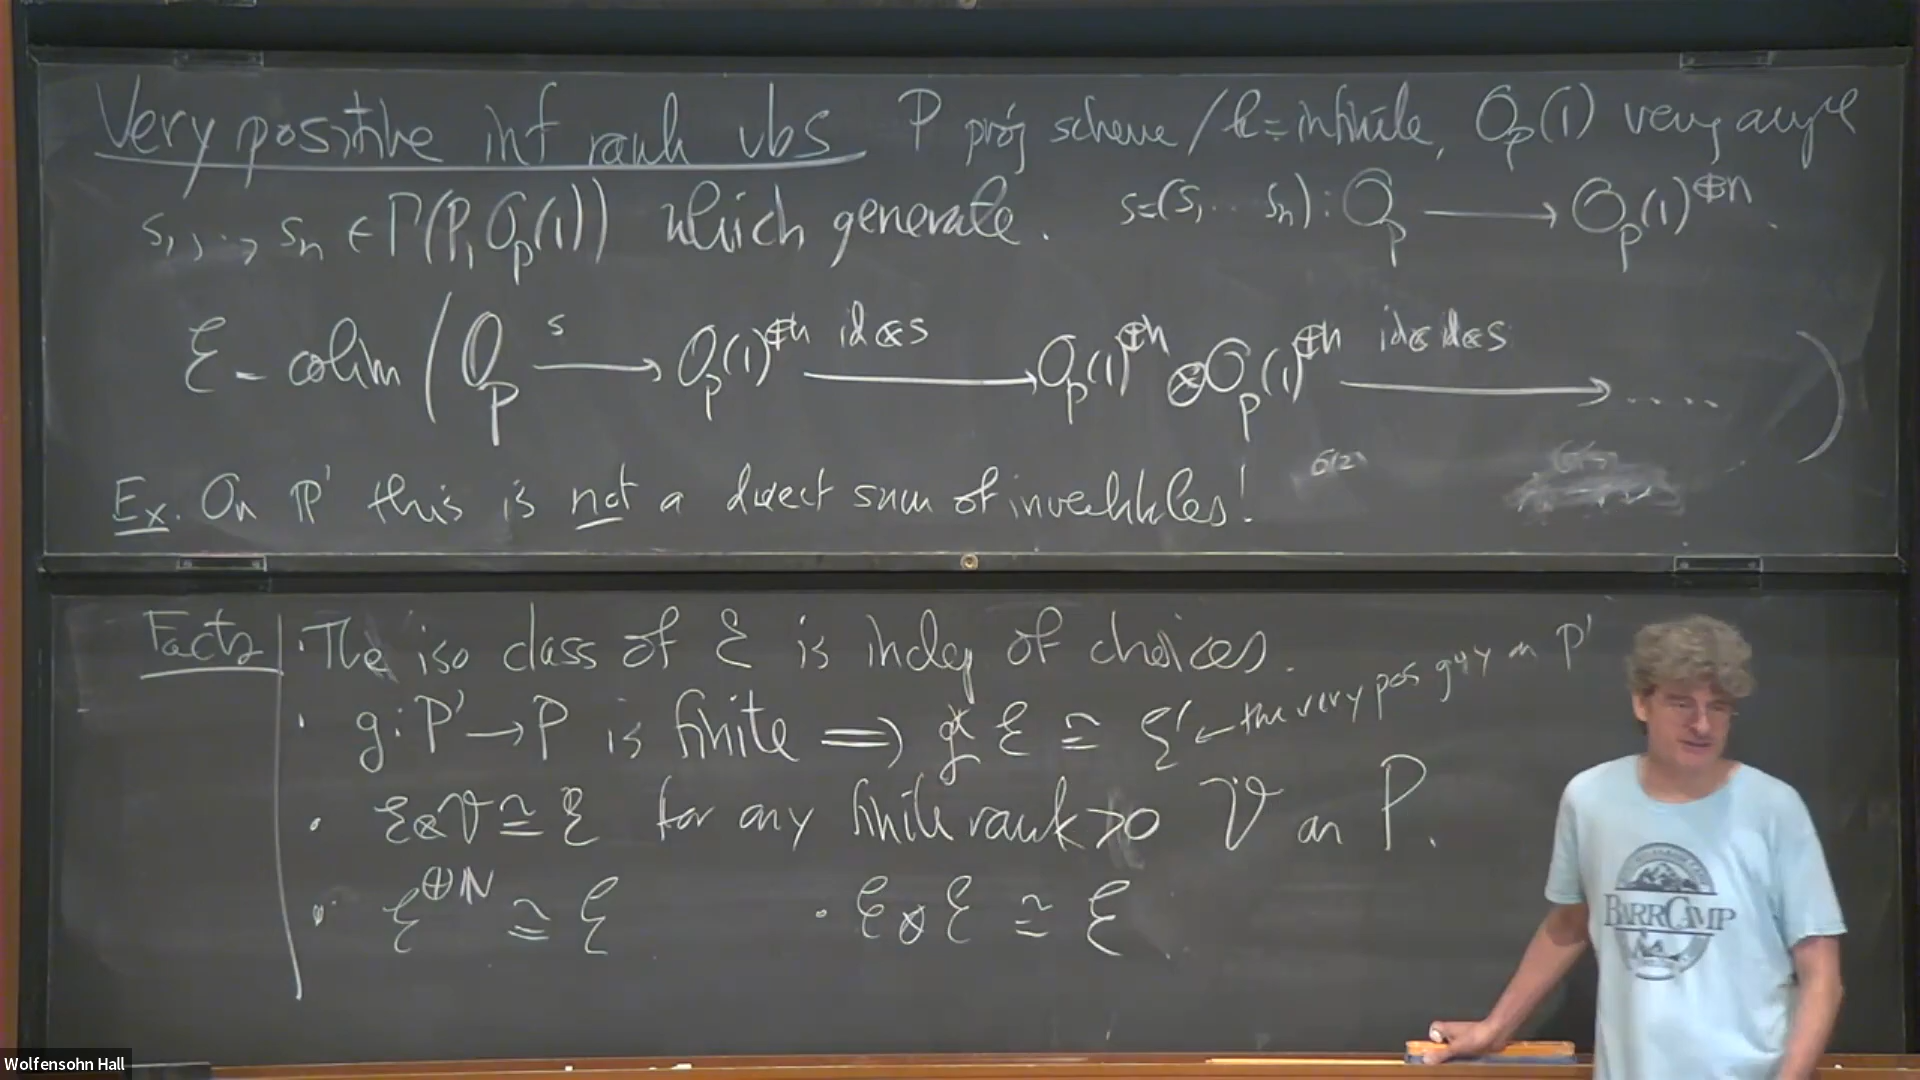 Very positive inf rank vbs P proj scheme / k = infinite, O_P(1) very ample
s_1, ..., s_n ∈ Γ(P, O_P(1)) which generate. s = (s_1 ... s_n) : O_P ⟶ O_P(1)^{⊕n}.
ℰ = colim ( O_P —s→ O_P(1)^{⊕n} —id⊗s→ O_P(1)^{⊕n} ⊗ O_P(1)^{⊕n} —id⊗id⊗s→ ..... )
Ex. On ℙ^1 this is not a direct sum of invertibles! O(2)
Facts · The iso class of ℰ is indep of choices.
· g: P' → P is finite ⟹ g^*ℰ ≅ ℰ' ← the very pos guy on P'
· ℰ⊗𝒱 ≅ ℰ for any finite rank >0 𝒱 on P.
· ℰ^{⊕ℕ} ≅ ℰ · ℰ⊗ℰ ≅ ℰ
BARRCAMP
Wolfensohn Hall